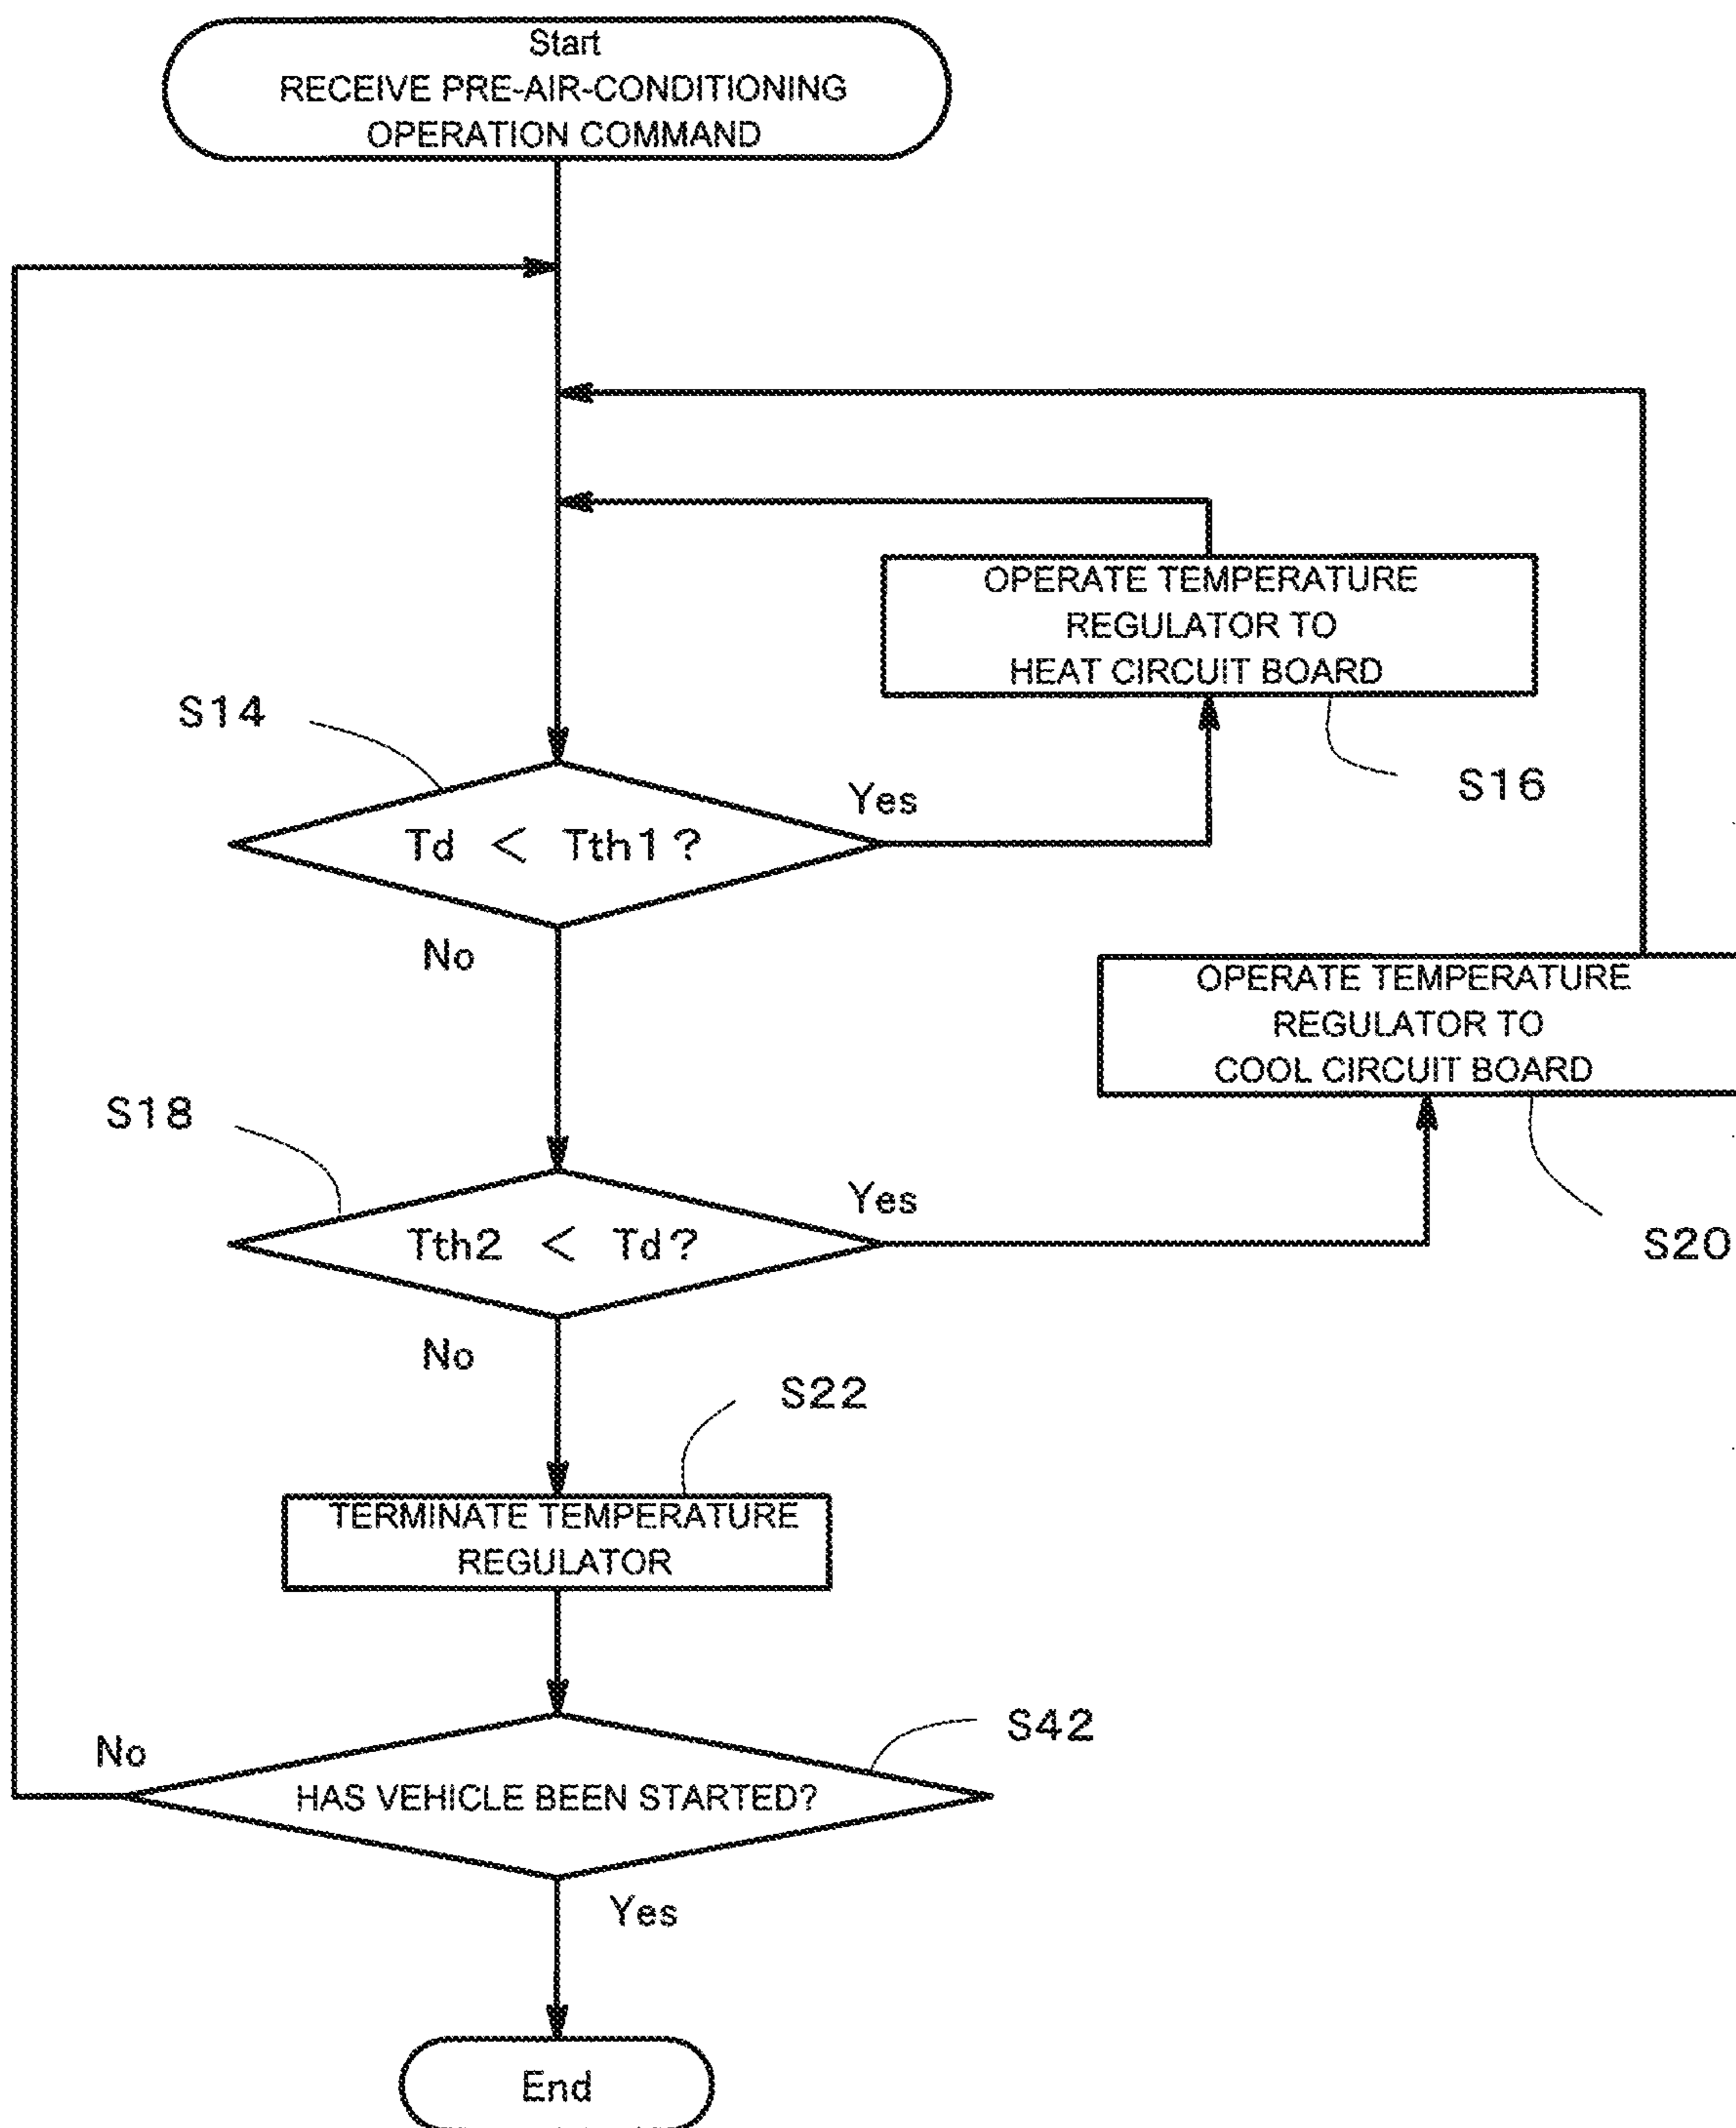 Start
RECEIVE PRE-AIR-CONDITIONING
OPERATION COMMAND
OPERATE TEMPERATURE
REGULATOR TO
HEAT CIRCUIT BOARD
S14
S16
Yes
Td < Tth1?
No
OPERATE TEMPERATURE
REGULATOR TO
COOL CIRCUIT BOARD
S18
Yes
S20
Tth2 < Td?
No
S22
TERMINATE TEMPERATURE
REGULATOR
S42
No
HAS VEHICLE BEEN STARTED?
Yes
End